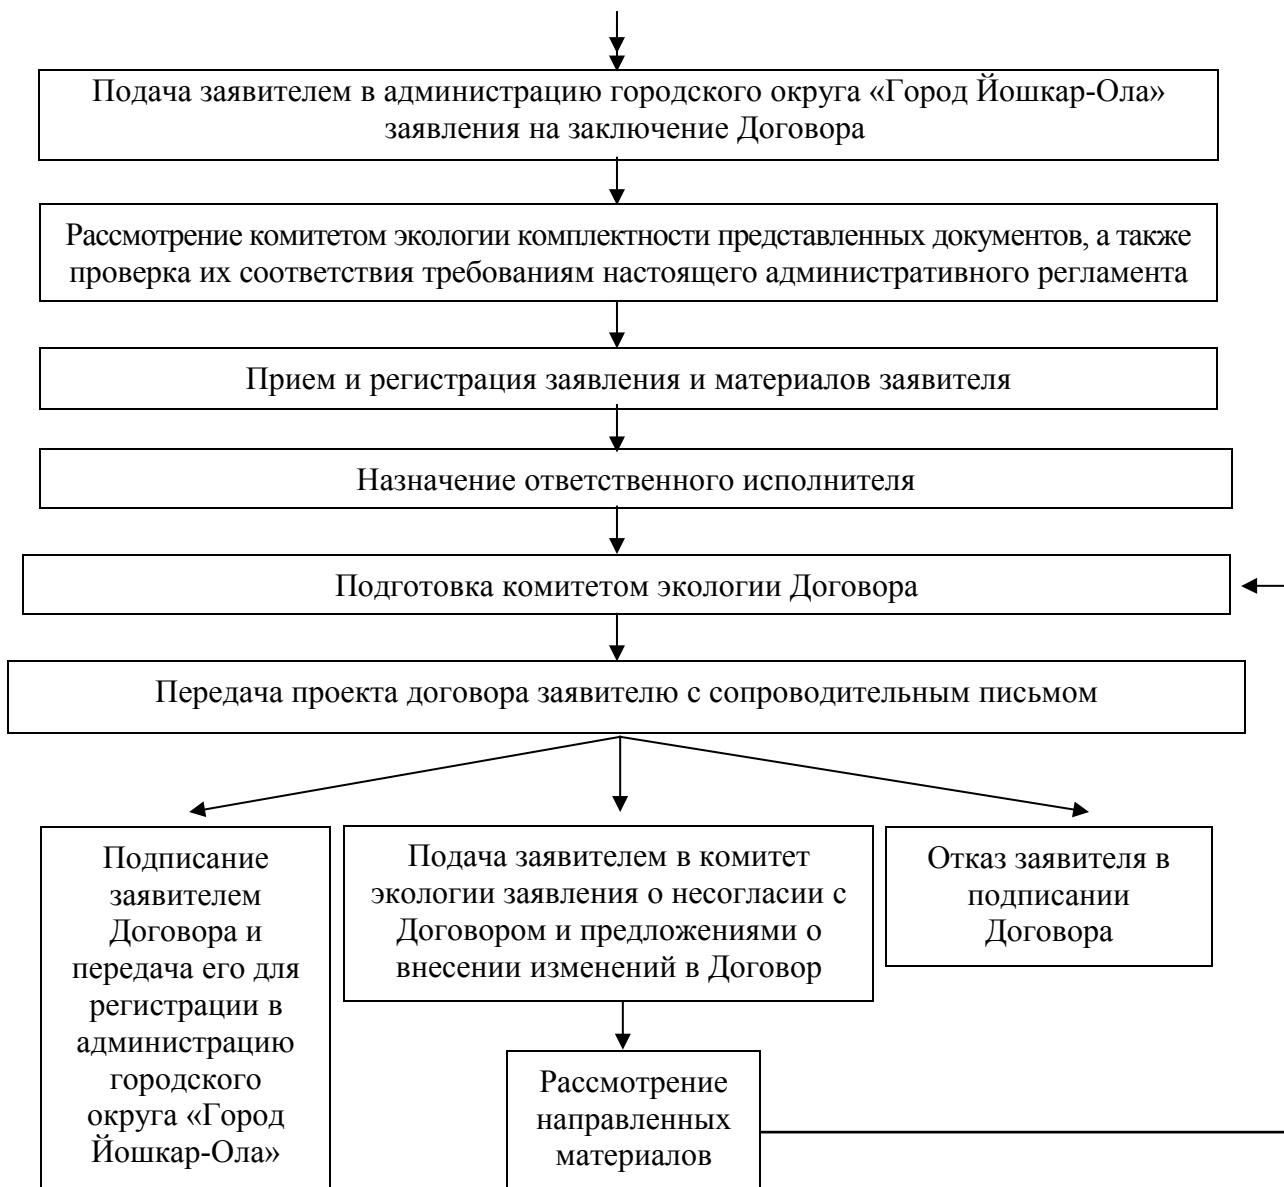 Подача заявителем в администрацию городского округа «Город Йошкар-Ола»
заявления на заключение Договора
Рассмотрение комитетом экологии комплектности представленных документов, а также
проверка их соответствия требованиям настоящего административного регламента
Прием и регистрация заявления и материалов заявителя
Назначение ответственного исполнителя
Подготовка комитетом экологии Договора
Передача проекта договора заявителю с сопроводительным письмом
Подписание
заявителем
Договора и
передача его для
регистрации в
администрацию
городского
округа «Город
Йошкар-Ола»
Подача заявителем в комитет
экологии заявления о несогласии с
Договором и предложениями о
внесении изменений в Договор
Отказ заявителя в
подписании
Договора
Рассмотрение
направленных
материалов